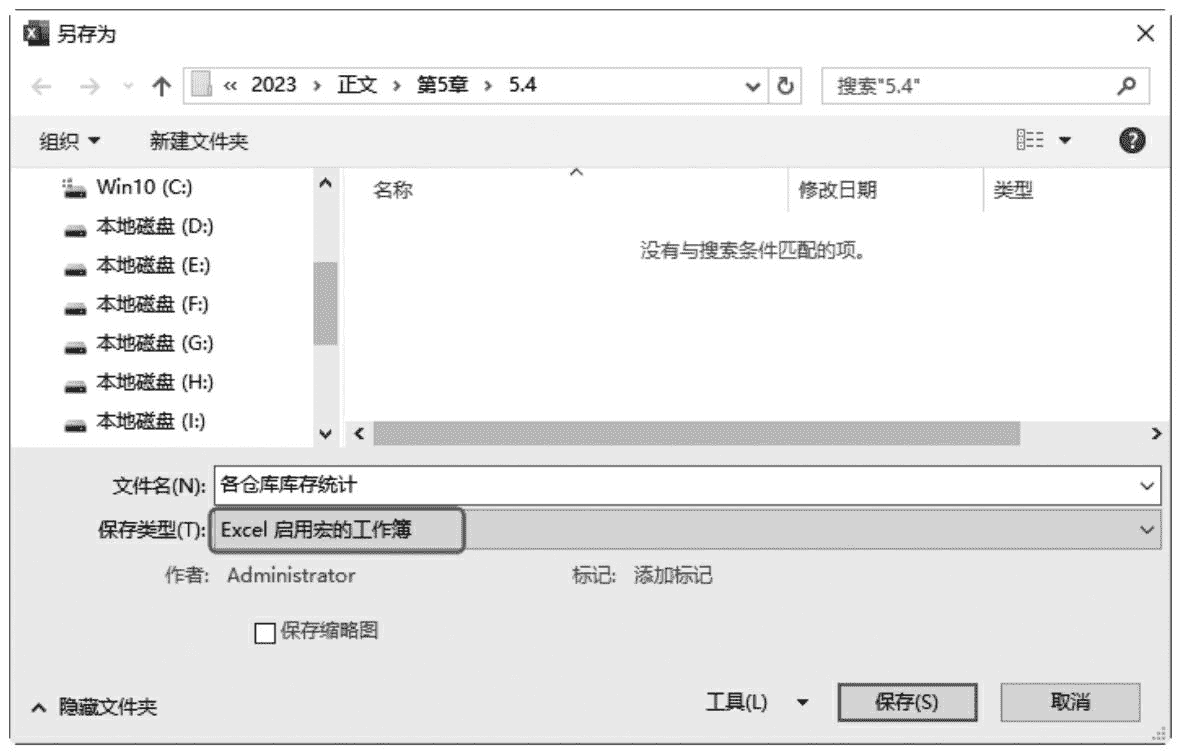 另存为
« 2023 › 正文 › 第5章 › 5.4
搜索"5.4"
组织 新建文件夹
Win10 (C:)
本地磁盘 (D:)
本地磁盘 (E:)
本地磁盘 (F:)
本地磁盘 (G:)
本地磁盘 (H:)
本地磁盘 (I:)
名称 修改日期 类型
没有与搜索条件匹配的项。
文件名(N): 各仓库库存统计
保存类型(T): Excel 启用宏的工作簿
作者: Administrator 标记: 添加标记
保存缩略图
隐藏文件夹 工具(L) 保存(S) 取消